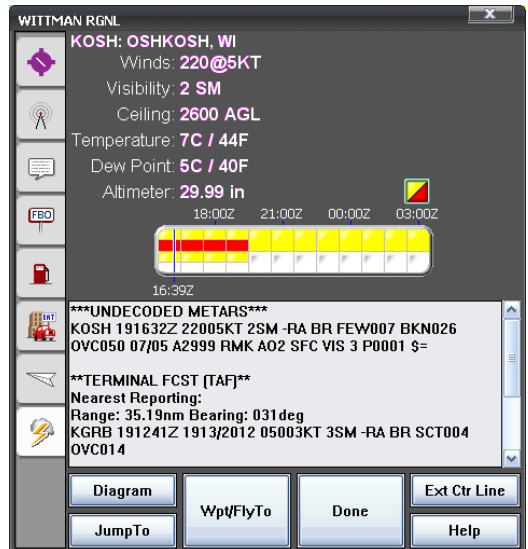 WITTMAN RGNL
X
KOSH: OSHKOSH, WI
Winds: 220@5KT
Visibility: 2 SM
Ceiling: 2600 AGL
Temperature: 7C / 44F
Dew Point: 5C / 40F
Altimeter: 29.99 in
18:00Z 21:00Z 00:00Z 03:00Z
16:39Z
FBO
EAT
***UNDECODED METARS***
KOSH 191632Z 22005KT 2SM -RA BR FEW007 BKN026
OVC050 07/05 A2999 RMK AO2 SFC VIS 3 P0001 $=
**TERMINAL FCST (TAF)**
Nearest Reporting:
Range: 35.19nm Bearing: 031deg
KGRB 191241Z 1913/2012 05003KT 3SM -RA BR SCT004
OVC014
Diagram
Wpt/FlyTo
Done
Ext Ctr Line
JumpTo
Help